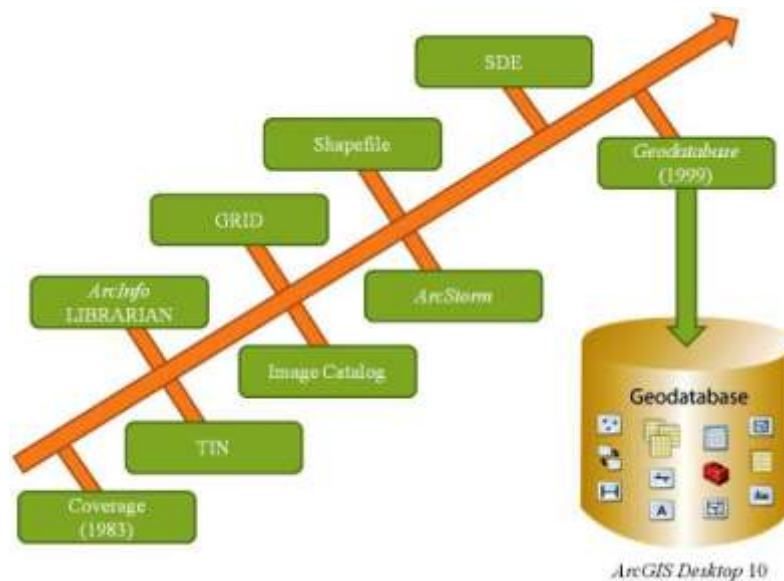 SDE
Shapefile
Geodatabase
(1999)
GRID
ArcInfo
LIBRARIAN
ArcStorm
Image Catalog
Geodatabase
TIN
A
Coverage
(1983)
ArcGIS Desktop 10